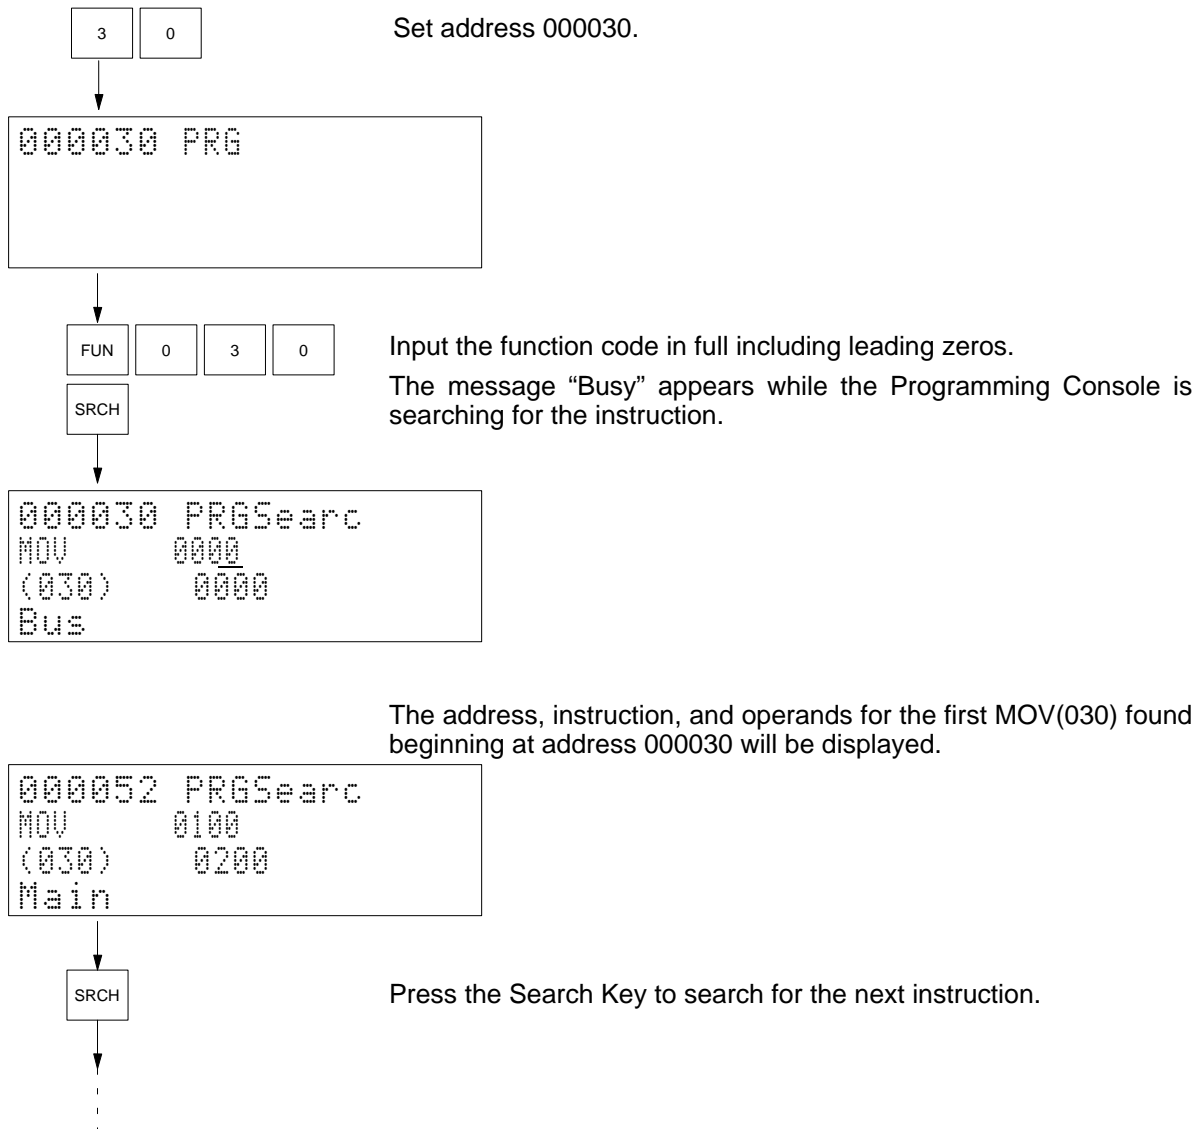 3 0 Set address 000030.
000030 PRG
FUN 0 3 0 Input the function code in full including leading zeros.
SRCH The message “Busy” appears while the Programming Console is
searching for the instruction.
000030 PRGSearc
MOV 0000
(030) 0000
Bus
The address, instruction, and operands for the first MOV(030) found
beginning at address 000030 will be displayed.
000052 PRGSearc
MOV 0100
(030) 0200
Main
SRCH Press the Search Key to search for the next instruction.